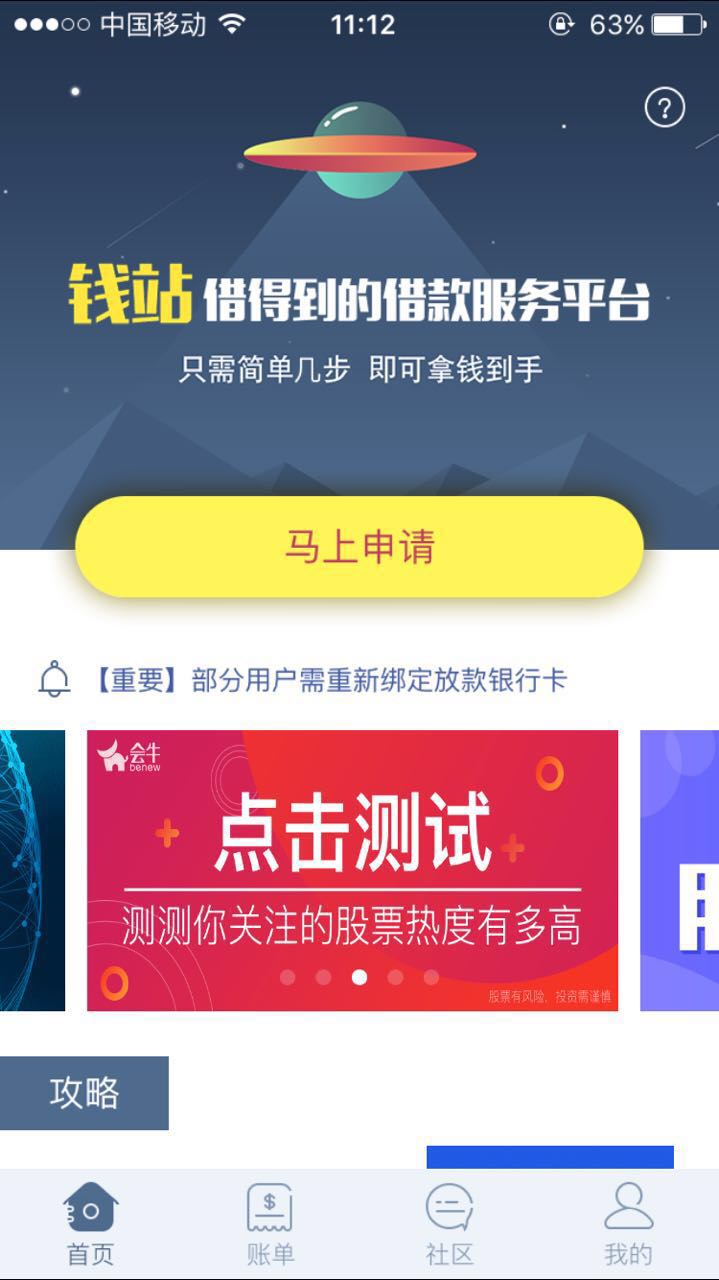 中国移动
11:12
63%
?
钱站 借得到的借款服务平台
只需简单几步 即可拿钱到手
马上申请
【重要】部分用户需重新绑定放款银行卡
会牛
benew
点击测试
测测你关注的股票热度有多高
股票有风险，投资需谨慎
攻略
首页
账单
社区
我的